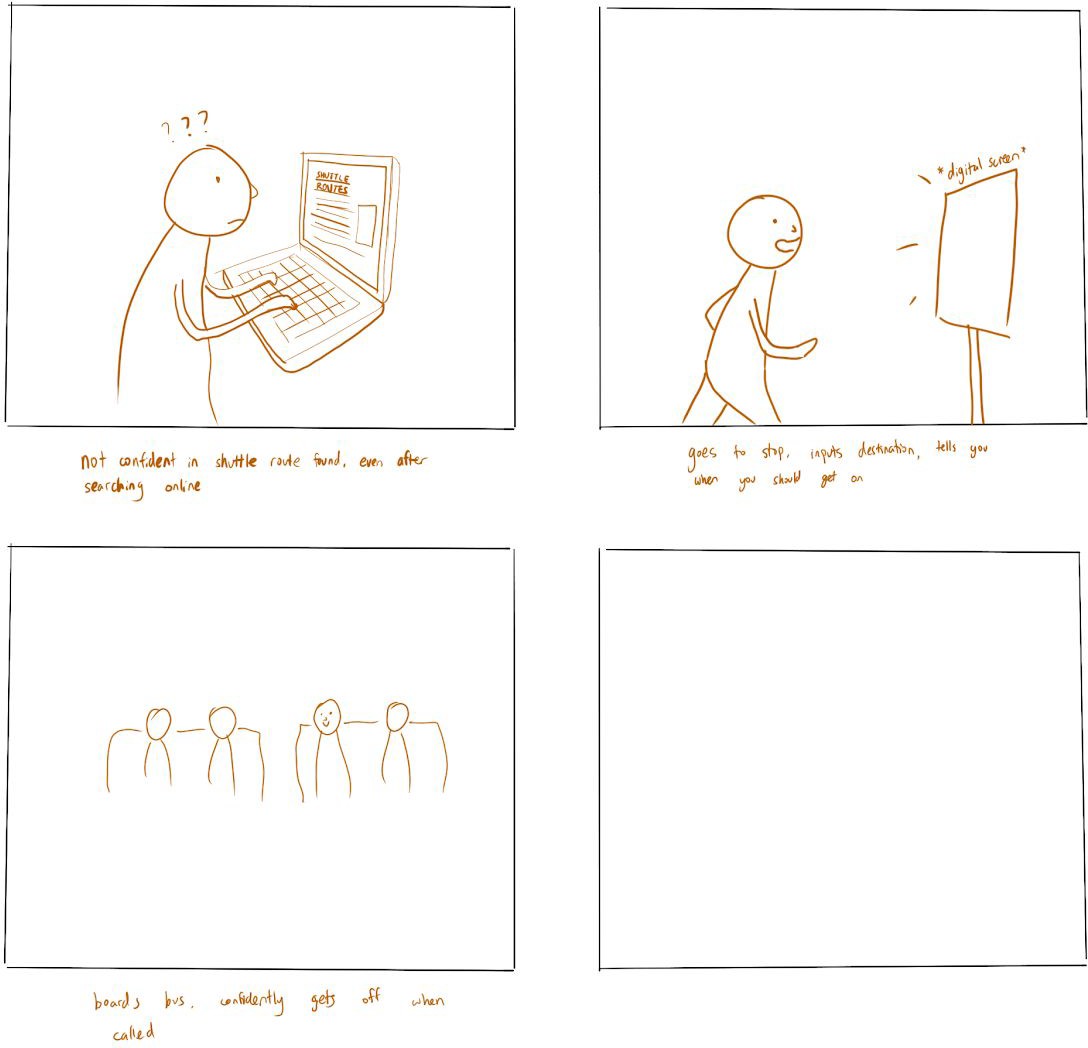 ? ? ?
SHUTTLE
ROUTES
not confident in shuttle route found, even after
searching online
*digital screen*
goes to stop, inputs destination, tells you
when you should get on
boards bus, confidently gets off when
called